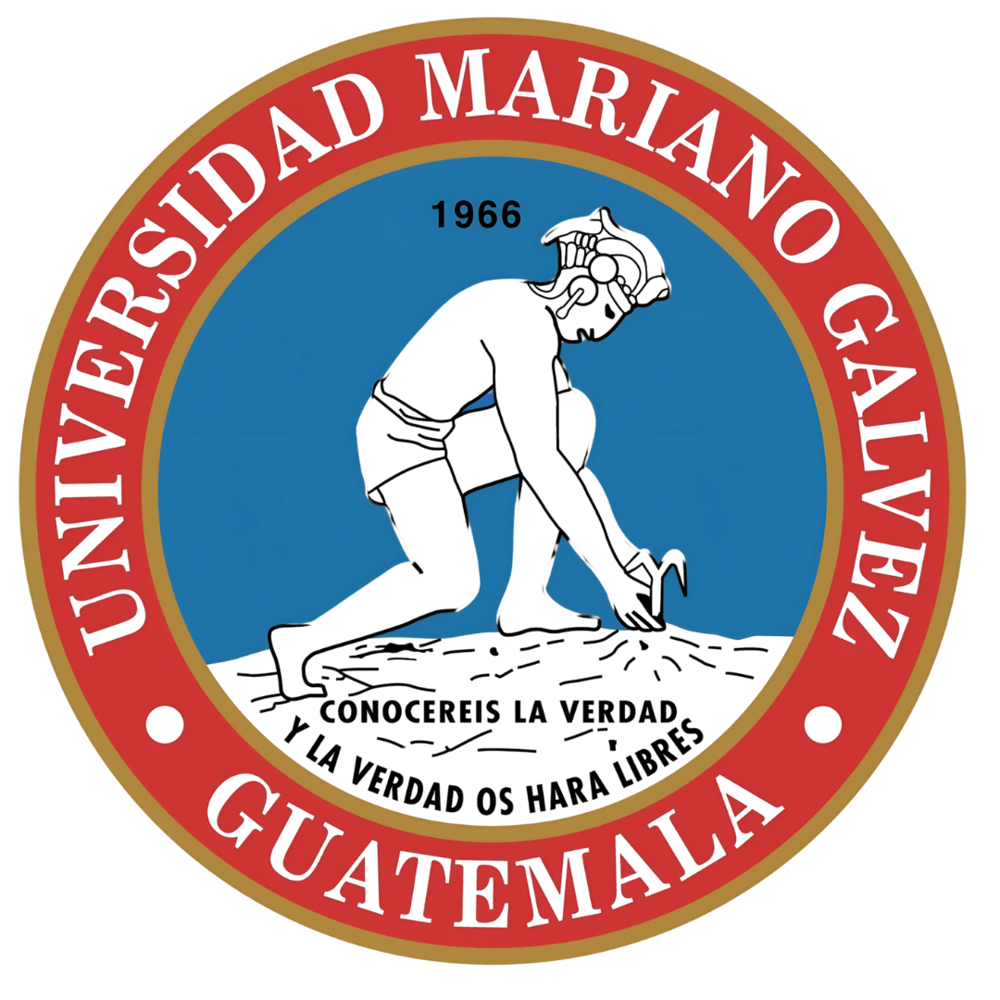 UNIVERSIDAD MARIANO GALVEZ
1966
CONOCEREIS LA VERDAD
Y LA VERDAD OS HARA LIBRES
GUATEMALA